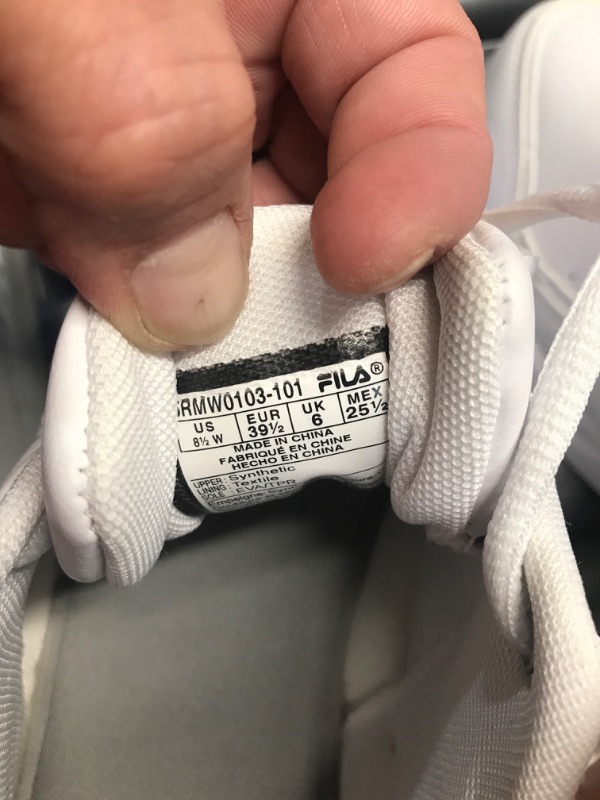 5RMW0103-101 FILA®
US EUR UK MEX
8½ W 39½ 6 25½
MADE IN CHINA
FABRIQUÉ EN CHINE
HECHO EN CHINA
UPPER: Synthetic
LINING: Textile
SOLE: EVA/TPR
Empeigne